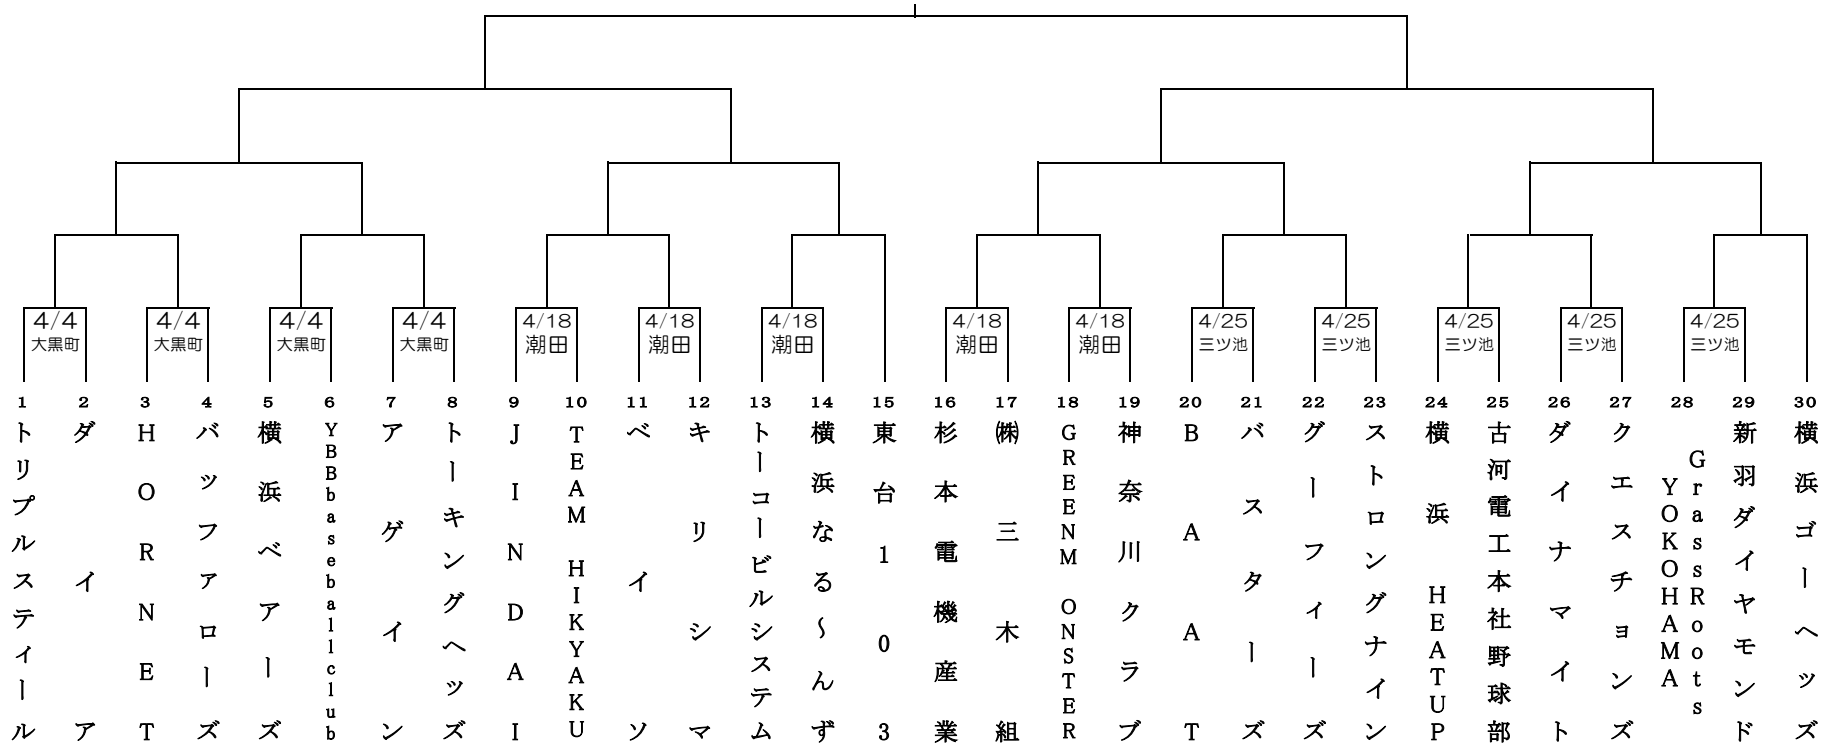 4/4
大黒町
4/4
大黒町
4/4
大黒町
4/4
大黒町
4/18
潮田
4/18
潮田
4/18
潮田
4/18
潮田
4/18
潮田
4/25
三ツ池
4/25
三ツ池
4/25
三ツ池
4/25
三ツ池
4/25
三ツ池
1
トリプルスティール
2
ダイア
3
HORNET
4
バッファローズ
5
横浜ベアーズ
6
YBBbaseballclub
7
アゲイン
8
トーキングヘッズ
9
JINDAI
10
TEAM HIKYAKU
11
ベイソ
12
キリシマ
13
トーコービルシステム
14
横浜なる～んず
15
東台103
16
杉本電機産業
17
㈱三木組
18
GREENM ONSTER
19
神奈川クラブ
20
BAAT
21
バスターズ
22
グーフィーズ
23
ストロングナイン
24
横浜 HEATUP
25
古河電工本社野球部
26
ダイナマイト
27
クエスチョンズ
28
GrassRoots
YOKOHAMA
29
新羽ダイヤモンド
30
横浜ゴーヘッズ